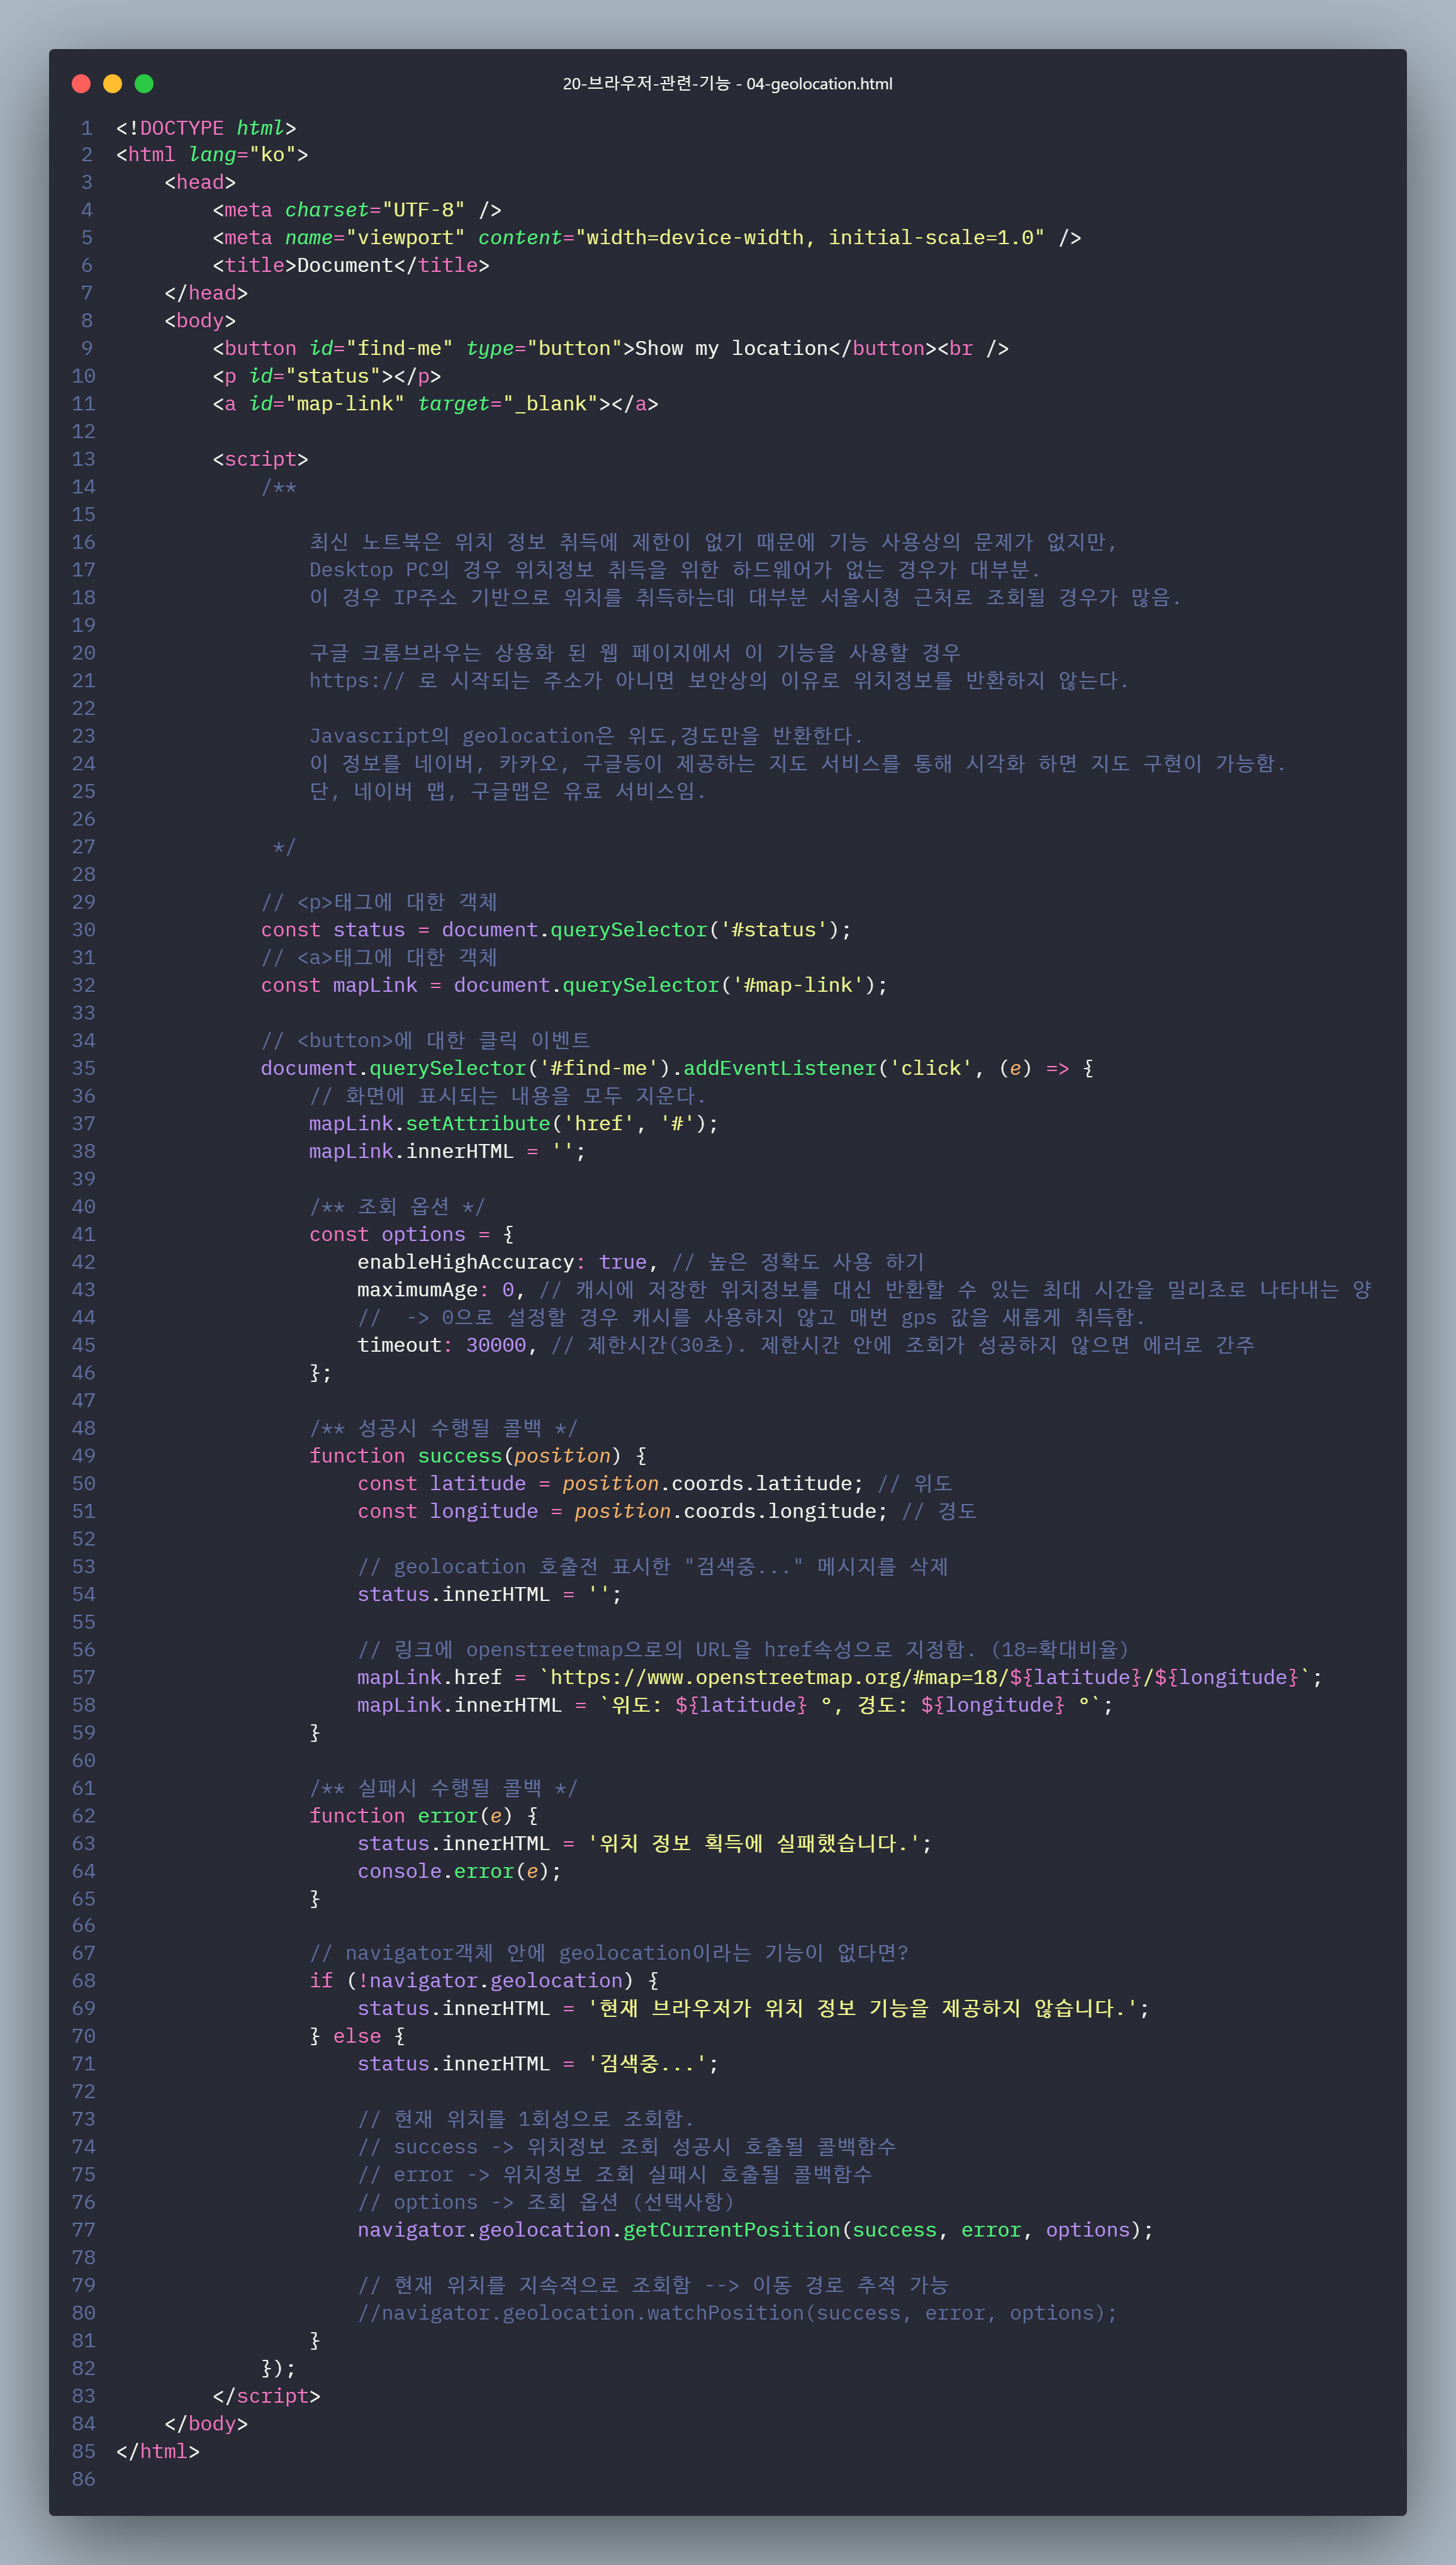 20-브라우저-관련-기능 - 04-geolocation.html
1 <!DOCTYPE html>
2 <html lang="ko">
3     <head>
4         <meta charset="UTF-8" />
5         <meta name="viewport" content="width=device-width, initial-scale=1.0" />
6         <title>Document</title>
7     </head>
8     <body>
9         <button id="find-me" type="button">Show my location</button><br />
10         <p id="status"></p>
11         <a id="map-link" target="_blank"></a>
12
13         <script>
14             /**
15
16                 최신 노트북은 위치 정보 취득에 제한이 없기 때문에 기능 사용상의 문제가 없지만,
17                 Desktop PC의 경우 위치정보 취득을 위한 하드웨어가 없는 경우가 대부분.
18                 이 경우 IP주소 기반으로 위치를 취득하는데 대부분 서울시청 근처로 조회될 경우가 많음.
19
20                 구글 크롬브라우는 상용화 된 웹 페이지에서 이 기능을 사용할 경우
21                 https:// 로 시작되는 주소가 아니면 보안상의 이유로 위치정보를 반환하지 않는다.
22
23                 Javascript의 geolocation은 위도,경도만을 반환한다.
24                 이 정보를 네이버, 카카오, 구글등이 제공하는 지도 서비스를 통해 시각화 하면 지도 구현이 가능함.
25                 단, 네이버 맵, 구글맵은 유료 서비스임.
26
27              */
28
29             // <p>태그에 대한 객체
30             const status = document.querySelector('#status');
31             // <a>태그에 대한 객체
32             const mapLink = document.querySelector('#map-link');
33
34             // <button>에 대한 클릭 이벤트
35             document.querySelector('#find-me').addEventListener('click', (e) => {
36                 // 화면에 표시되는 내용을 모두 지운다.
37                 mapLink.setAttribute('href', '#');
38                 mapLink.innerHTML = '';
39
40                 /** 조회 옵션 */
41                 const options = {
42                     enableHighAccuracy: true, // 높은 정확도 사용 하기
43                     maximumAge: 0, // 캐시에 저장한 위치정보를 대신 반환할 수 있는 최대 시간을 밀리초로 나타내는 양
44                     //  -> 0으로 설정할 경우 캐시를 사용하지 않고 매번 gps 값을 새롭게 취득함.
45                     timeout: 30000, // 제한시간(30초). 제한시간 안에 조회가 성공하지 않으면 에러로 간주
46                 };
47
48                 /** 성공시 수행될 콜백 */
49                 function success(position) {
50                     const latitude = position.coords.latitude; // 위도
51                     const longitude = position.coords.longitude; // 경도
52
53                     // geolocation 호출전 표시한 "검색중..." 메시지를 삭제
54                     status.innerHTML = '';
55
56                     // 링크에 openstreetmap으로의 URL을 href속성으로 지정함. (18=확대비율)
57                     mapLink.href = `https://www.openstreetmap.org/#map=18/${latitude}/${longitude}`;
58                     mapLink.innerHTML = `위도: ${latitude} °, 경도: ${longitude} °`;
59                 }
60
61                 /** 실패시 수행될 콜백 */
62                 function error(e) {
63                     status.innerHTML = '위치 정보 획득에 실패했습니다.';
64                     console.error(e);
65                 }
66
67                 // navigator객체 안에 geolocation이라는 기능이 없다면?
68                 if (!navigator.geolocation) {
69                     status.innerHTML = '현재 브라우저가 위치 정보 기능을 제공하지 않습니다.';
70                 } else {
71                     status.innerHTML = '검색중...';
72
73                     // 현재 위치를 1회성으로 조회함.
74                     // success -> 위치정보 조회 성공시 호출될 콜백함수
75                     // error -> 위치정보 조회 실패시 호출될 콜백함수
76                     // options -> 조회 옵션 (선택사항)
77                     navigator.geolocation.getCurrentPosition(success, error, options);
78
79                     // 현재 위치를 지속적으로 조회함 --> 이동 경로 추적 가능
80                     //navigator.geolocation.watchPosition(success, error, options);
81                 }
82             });
83         </script>
84     </body>
85 </html>
86